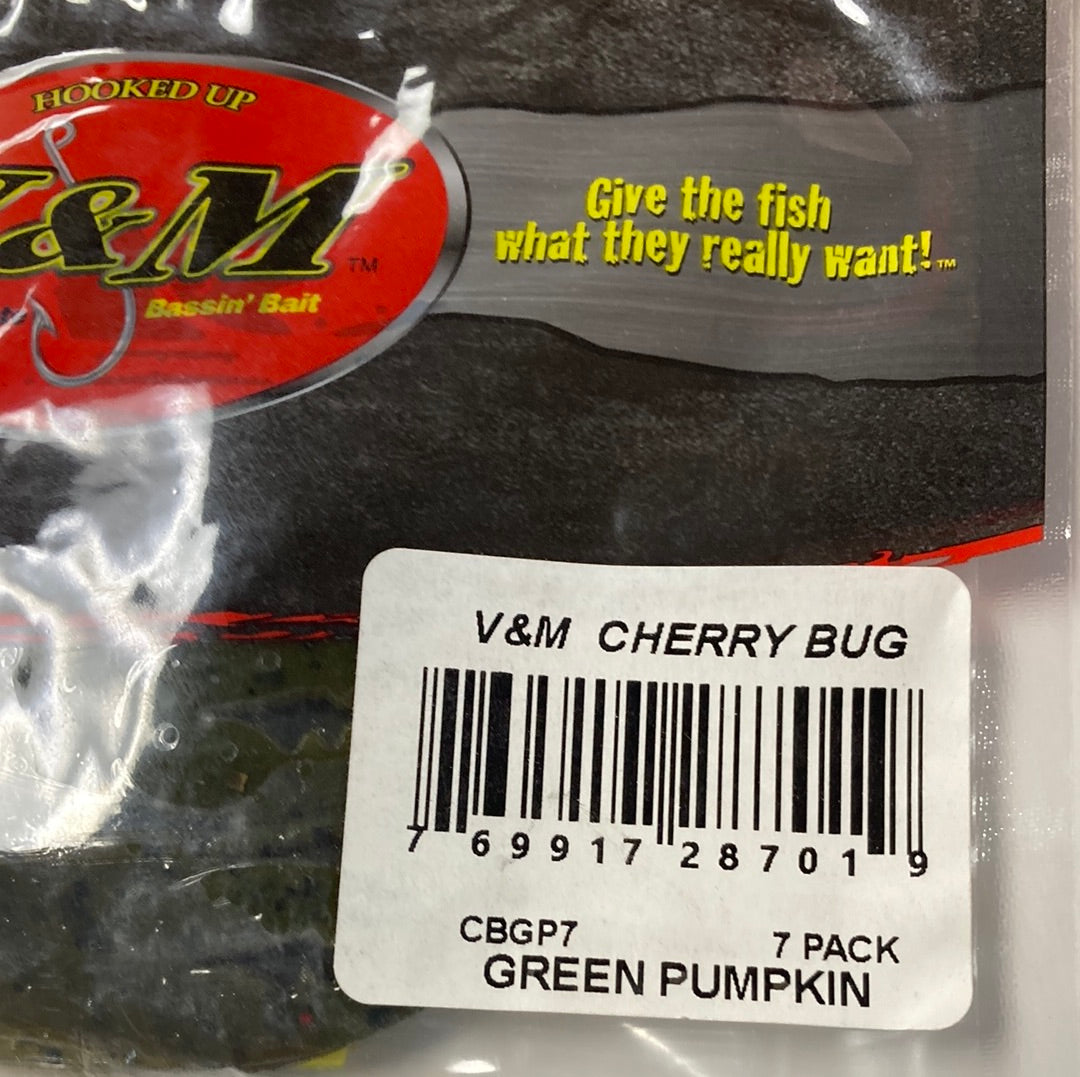 HOOKED UP
V&M TM
Bassin' Bait
Give the fish
what they really want! TM
V&M CHERRY BUG
7 69917 28701 9
CBGP7 7 PACK
GREEN PUMPKIN